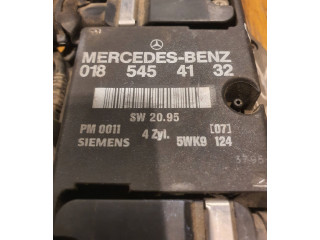 MERCEDES-BENZ
018 545 41 32
SW 20.95
PM 0011 4 Zyl. [07]
SIEMENS 5WK9 124